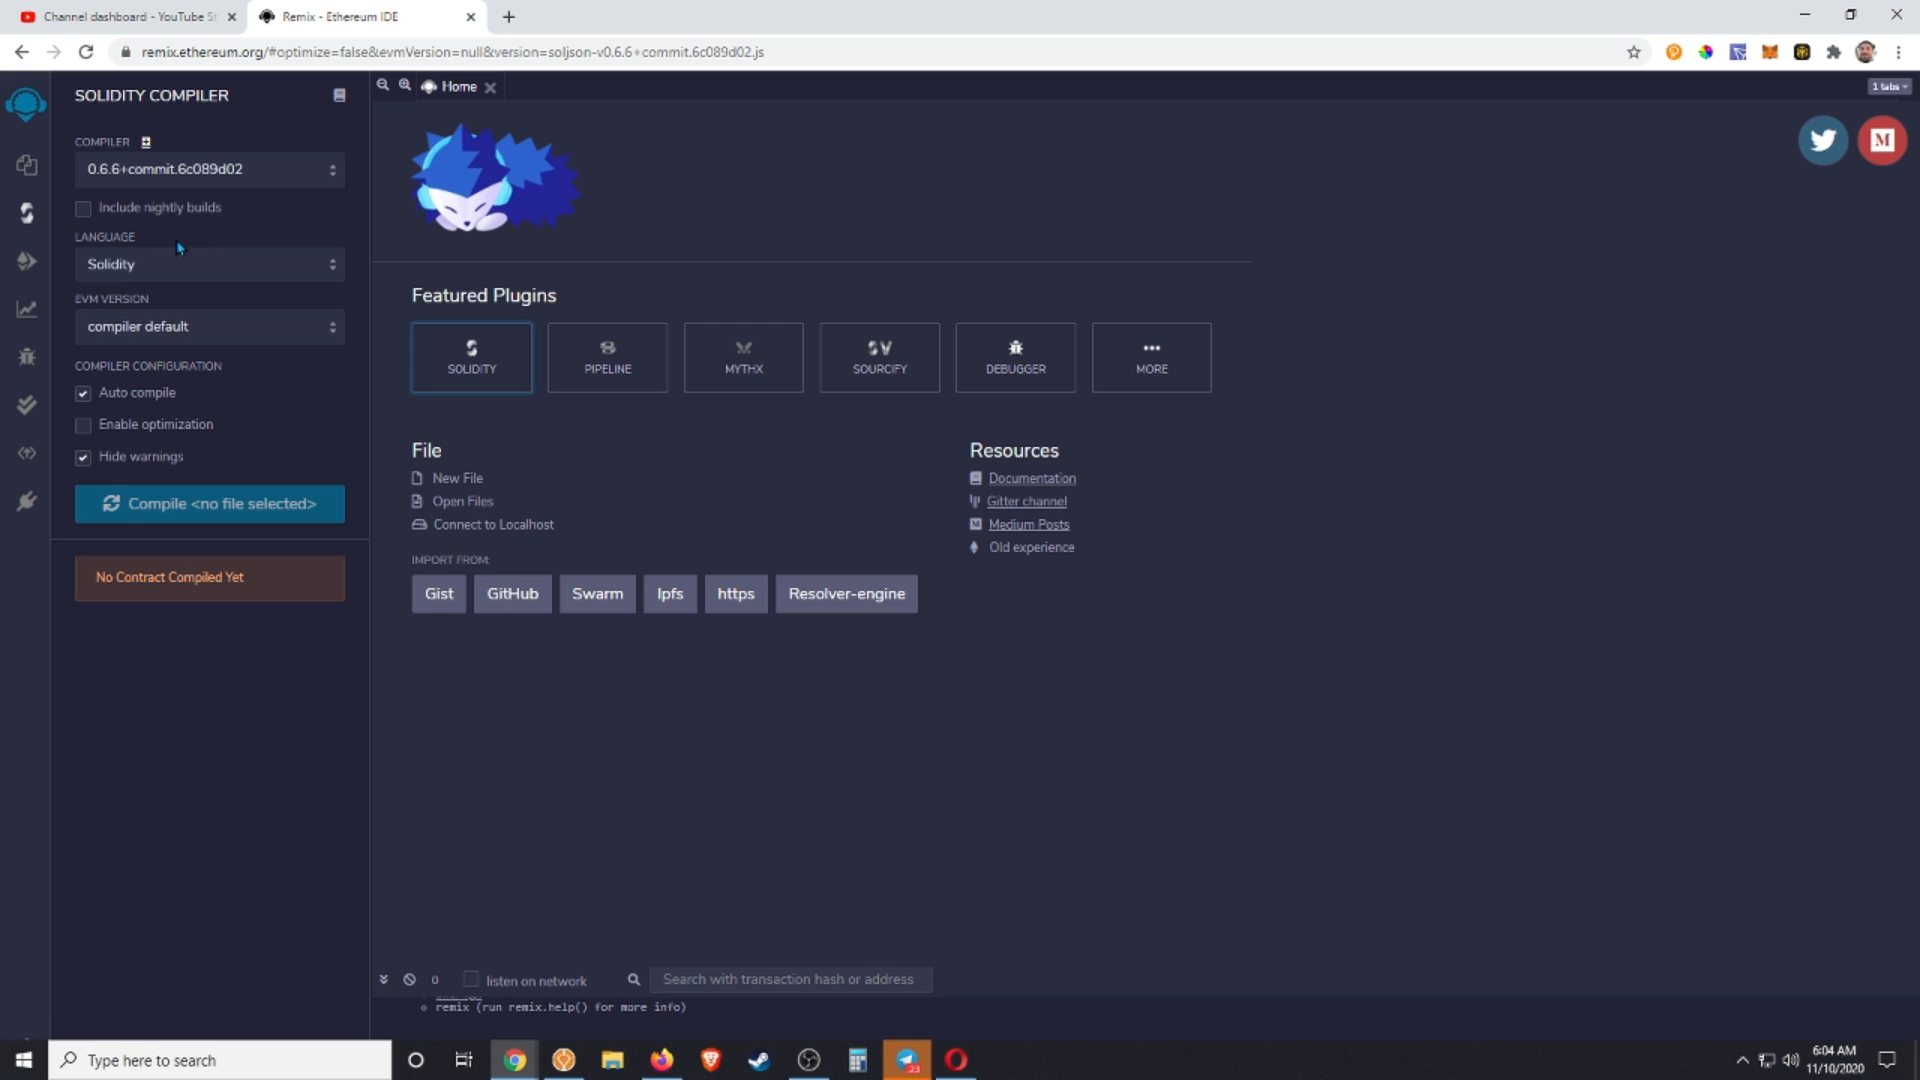 Channel dashboard - YouTube St
Remix - Ethereum IDE
remix.ethereum.org/#optimize=false&evmVersion=null&version=soljson-v0.6.6+commit.6c089d02.js
SOLIDITY COMPILER
Home
1 tabs
COMPILER
0.6.6+commit.6c089d02
Include nightly builds
LANGUAGE
Solidity
EVM VERSION
compiler default
COMPILER CONFIGURATION
Auto compile
Enable optimization
Hide warnings
Compile <no file selected>
No Contract Compiled Yet
M
Featured Plugins
SOLIDITY
PIPELINE
MYTHX
SOURCIFY
DEBUGGER
MORE
File
New File
Open Files
Connect to Localhost
IMPORT FROM:
Gist
GitHub
Swarm
Ipfs
https
Resolver-engine
Resources
Documentation
Gitter channel
Medium Posts
Old experience
0
listen on network
Search with transaction hash or address
remix (run remix.help() for more info)
Type here to search
23
6:04 AM
11/10/2020